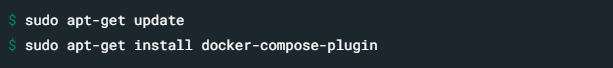 $ sudo apt-get update
$ sudo apt-get install docker-compose-plugin